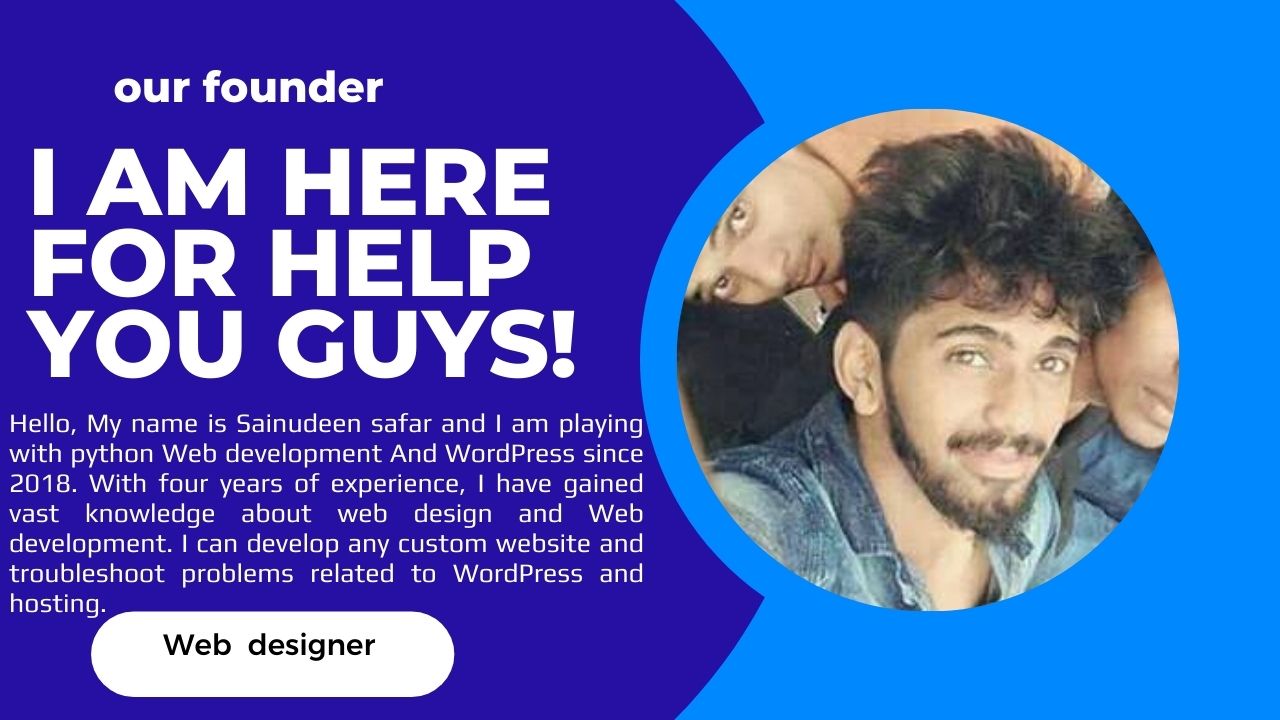 our founder
I AM HERE
FOR HELP
YOU GUYS!
Hello, My name is Sainudeen safar and I am playing
with python Web development And WordPress since
2018. With four years of experience, I have gained
vast knowledge about web design and Web
development. I can develop any custom website and
troubleshoot problems related to WordPress and
hosting.
Web designer